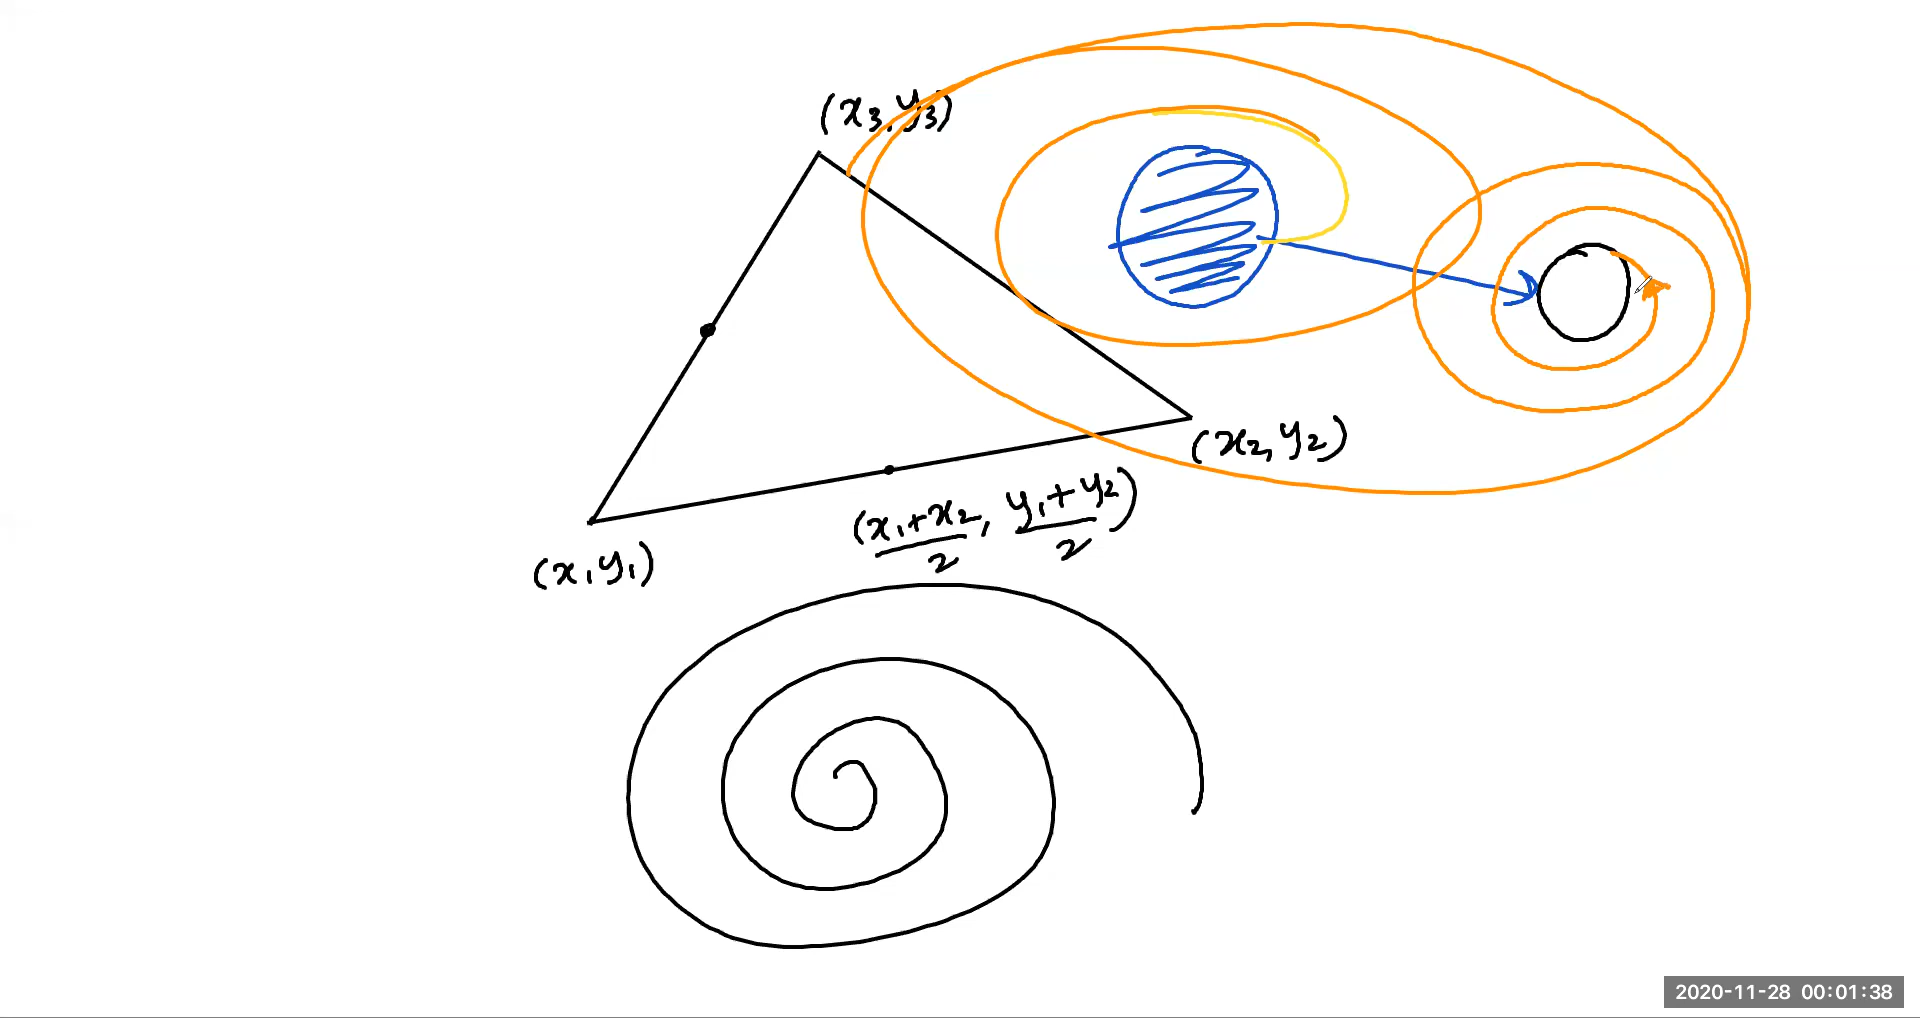 (x3, y3)
(x2, y2)
(x1+x2/2, y1+y2/2)
(x1 y1)
2020-11-28 00:01:38